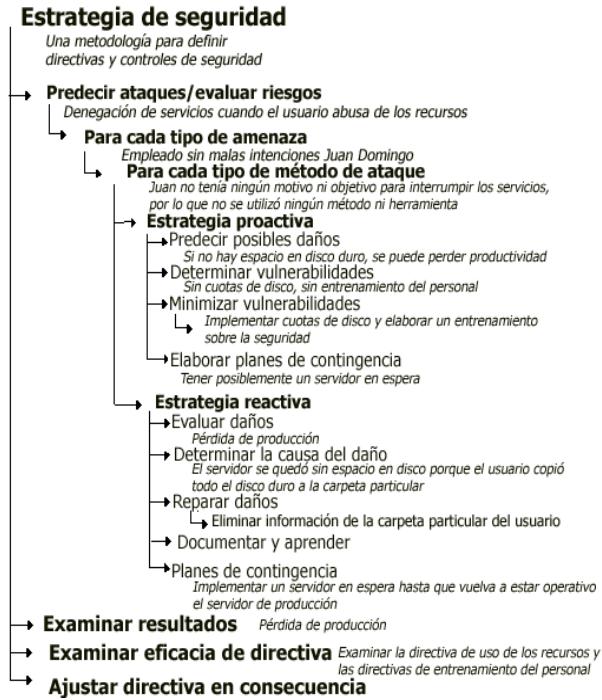 Estrategia de seguridad
Una metodología para definir
directivas y controles de seguridad
Predecir ataques/evaluar riesgos
Denegación de servicios cuando el usuario abusa de los recursos
Para cada tipo de amenaza
Empleado sin malas intenciones Juan Domingo
Para cada tipo de método de ataque
Juan no tenía ningún motivo ni objetivo para interrumpir los servicios,
por lo que no se utilizó ningún método ni herramienta
Estrategia proactiva
Predecir posibles daños
Si no hay espacio en disco duro, se puede perder productividad
Determinar vulnerabilidades
Sin cuotas de disco, sin entrenamiento del personal
Minimizar vulnerabilidades
Implementar cuotas de disco y elaborar un entrenamiento
sobre la seguridad
Elaborar planes de contingencia
Tener posiblemente un servidor en espera
Estrategia reactiva
Evaluar daños
Pérdida de producción
Determinar la causa del daño
El servidor se quedó sin espacio en disco porque el usuario copió
todo el disco duro a la carpeta particular
Reparar daños
Eliminar información de la carpeta particular del usuario
Documentar y aprender
Planes de contingencia
Implementar un servidor en espera hasta que vuelva a estar operativo
el servidor de producción
Examinar resultados Pérdida de producción
Examinar eficacia de directiva Examinar la directiva de uso de los recursos y
las directivas de entrenamiento del personal
Ajustar directiva en consecuencia